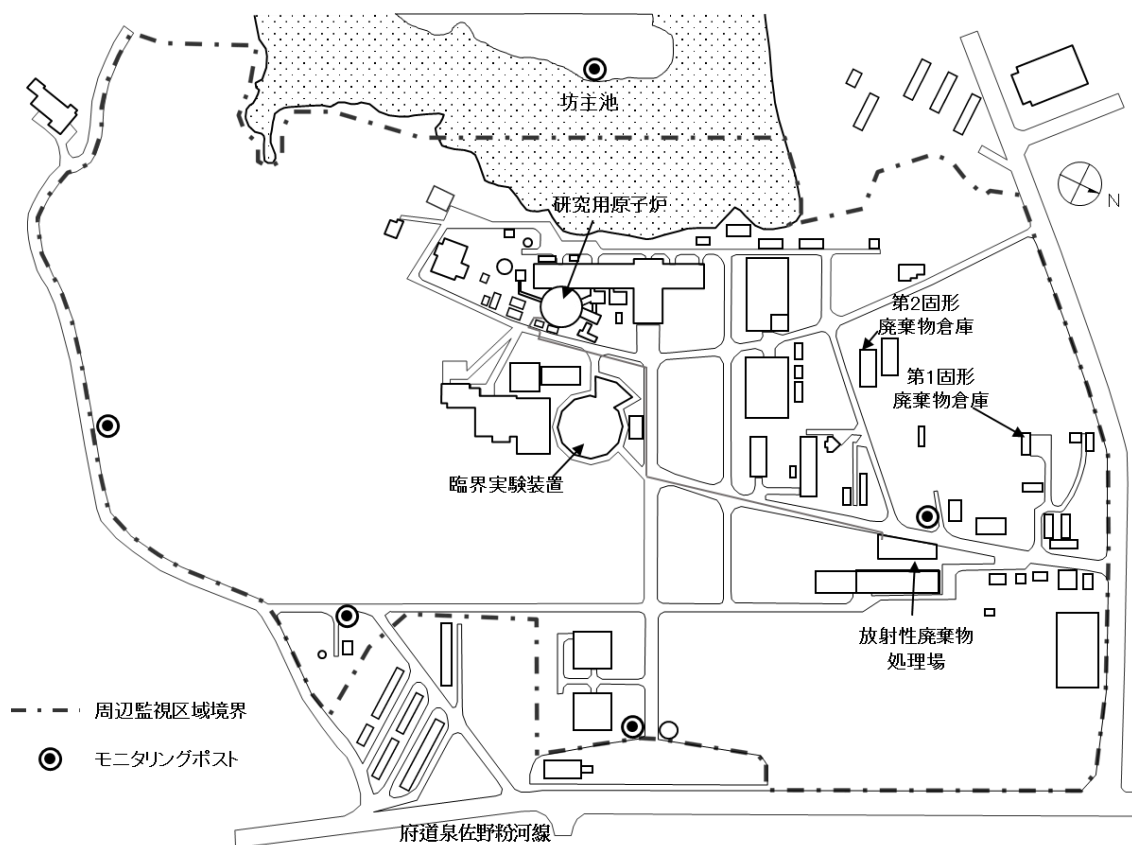 坊主池
研究用原子炉
N
第2固形
廃棄物倉庫
第1固形
廃棄物倉庫
臨界実験装置
放射性廃棄物
処理場
周辺監視区域境界
モニタリングポスト
府道泉佐野粉河線